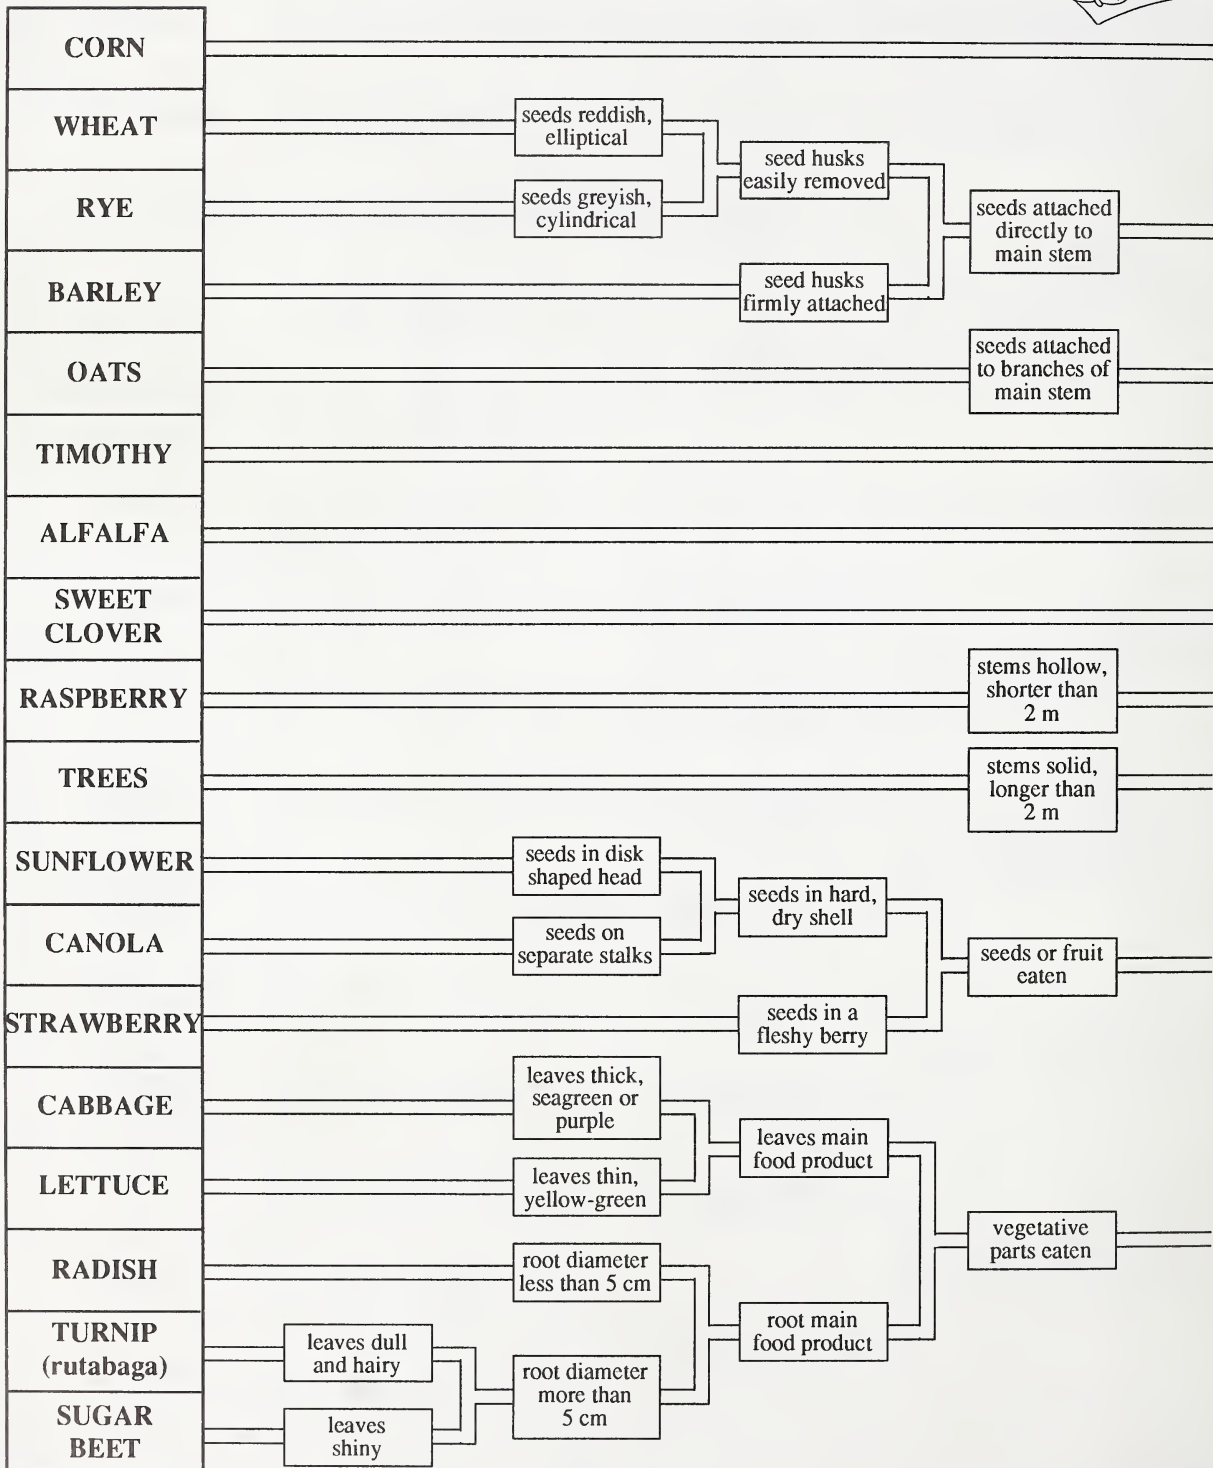 CORN
WHEAT
seeds reddish,
elliptical
seed husks
easily removed
RYE
seeds greyish,
cylindrical
seeds attached
directly to
main stem
BARLEY
seed husks
firmly attached
OATS
seeds attached
to branches of
main stem
TIMOTHY
ALFALFA
SWEET
CLOVER
RASPBERRY
stems hollow,
shorter than
2 m
TREES
stems solid,
longer than
2 m
SUNFLOWER
seeds in disk
shaped head
seeds in hard,
dry shell
CANOLA
seeds on
separate stalks
seeds or fruit
eaten
STRAWBERRY
seeds in a
fleshy berry
CABBAGE
leaves thick,
seagreen or
purple
leaves main
food product
LETTUCE
leaves thin,
yellow-green
vegetative
parts eaten
RADISH
root diameter
less than 5 cm
root main
food product
TURNIP
(rutabaga)
leaves dull
and hairy
root diameter
more than
5 cm
SUGAR
BEET
leaves
shiny